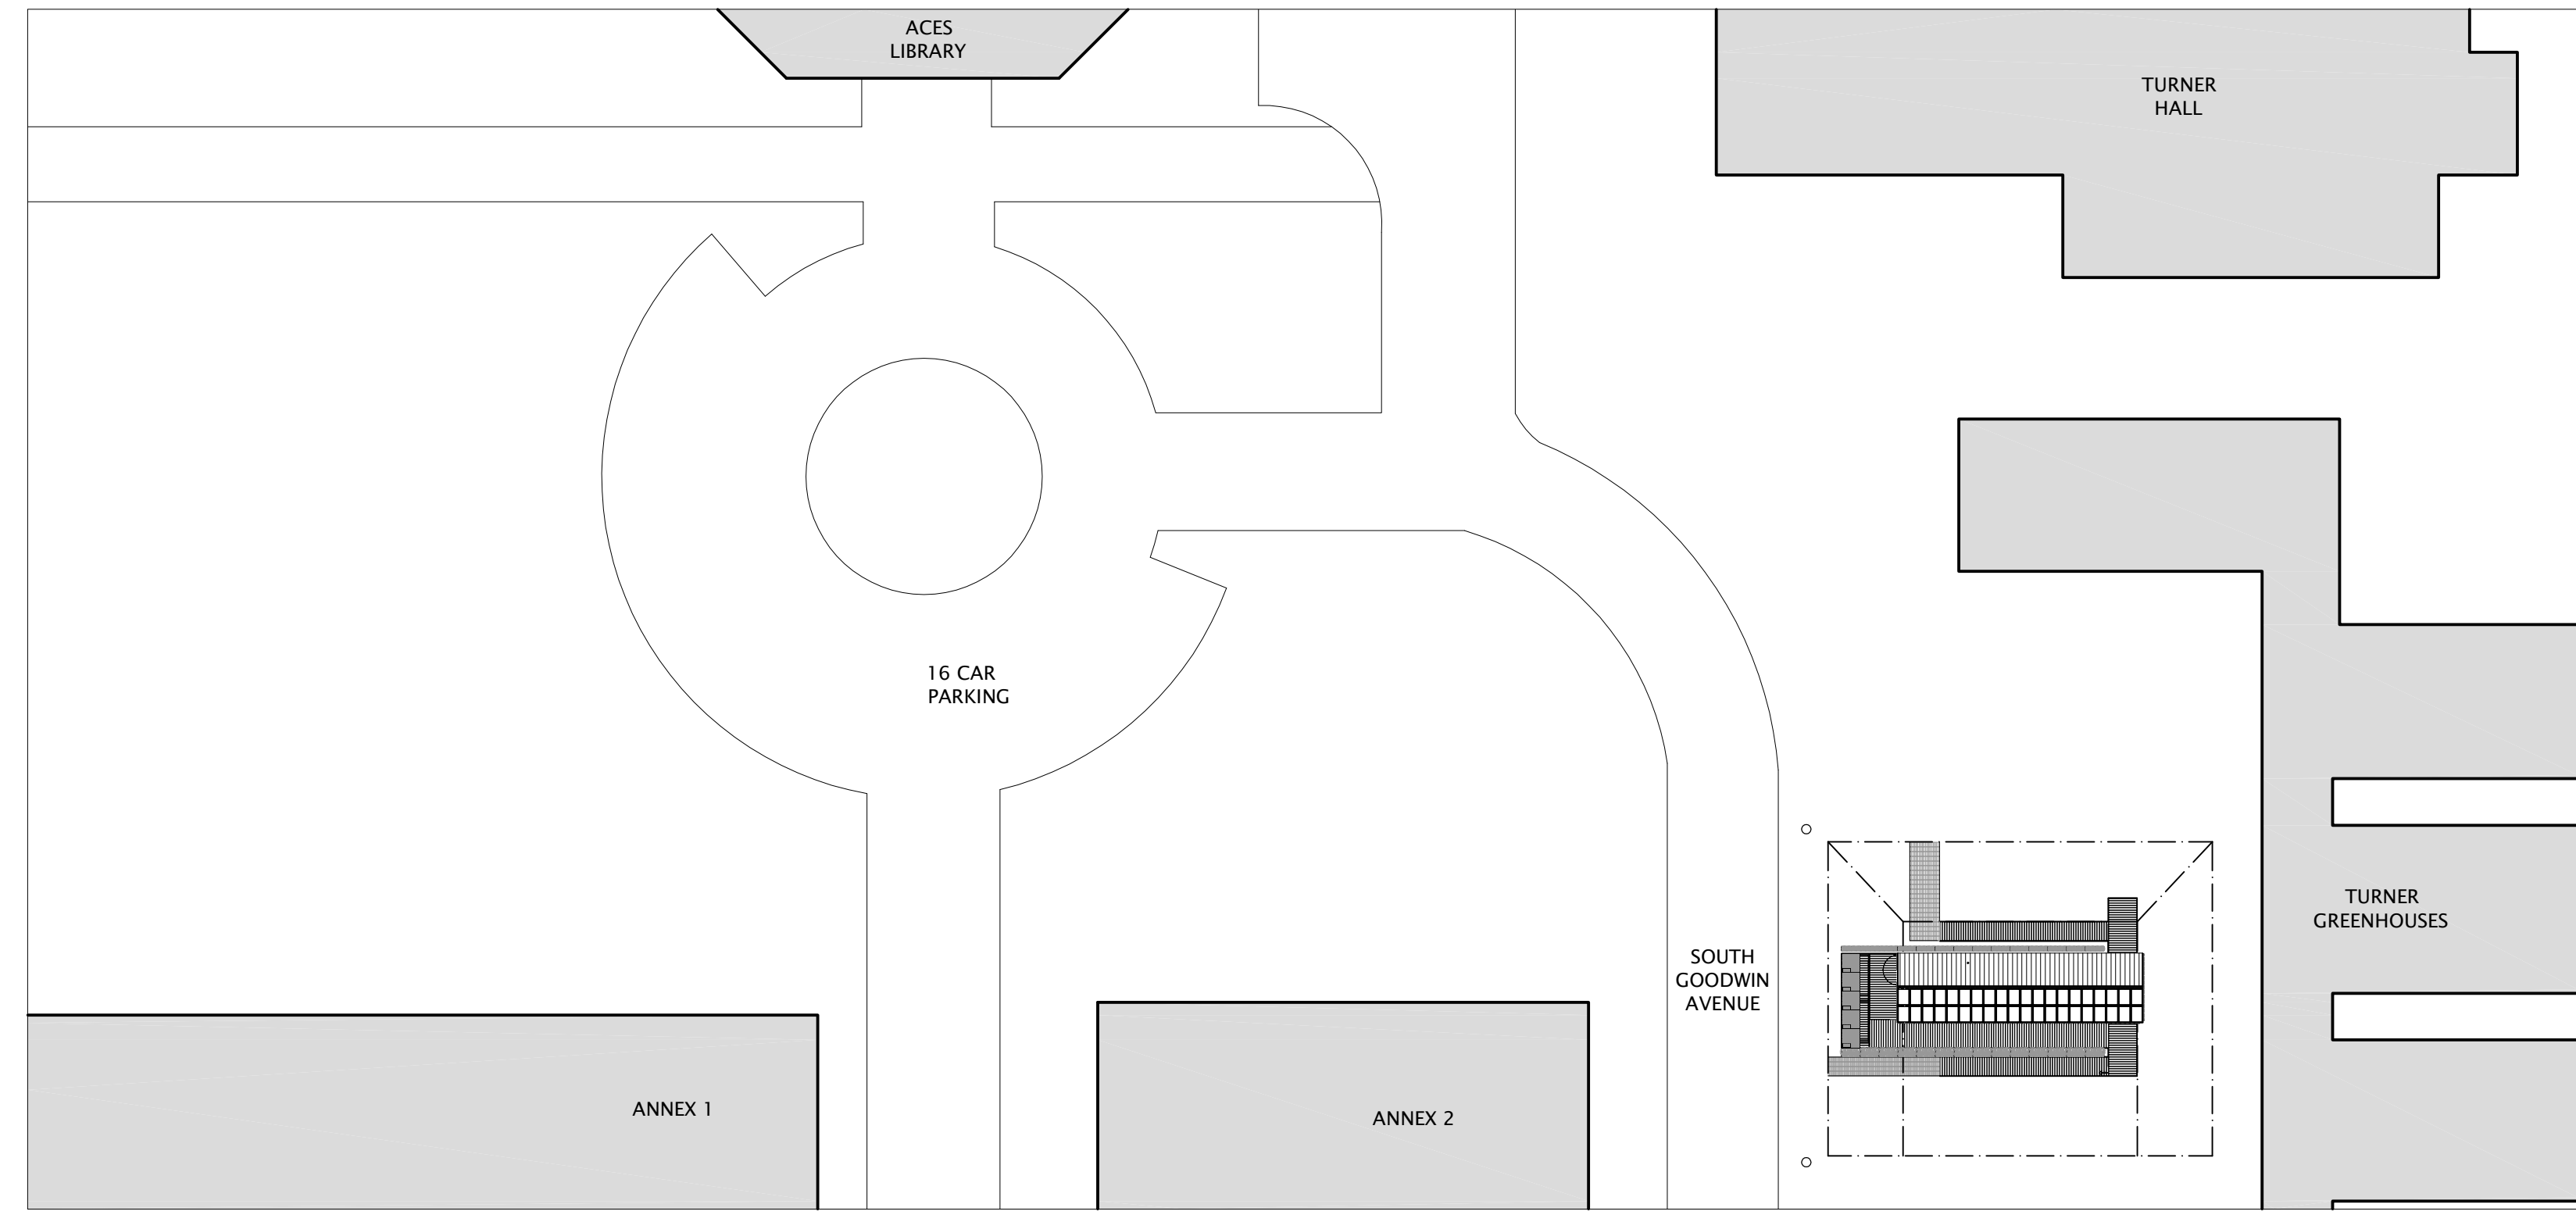 ACES
LIBRARY
TURNER
HALL
16 CAR
PARKING
TURNER
GREENHOUSES
SOUTH
GOODWIN
AVENUE
ANNEX 1
ANNEX 2